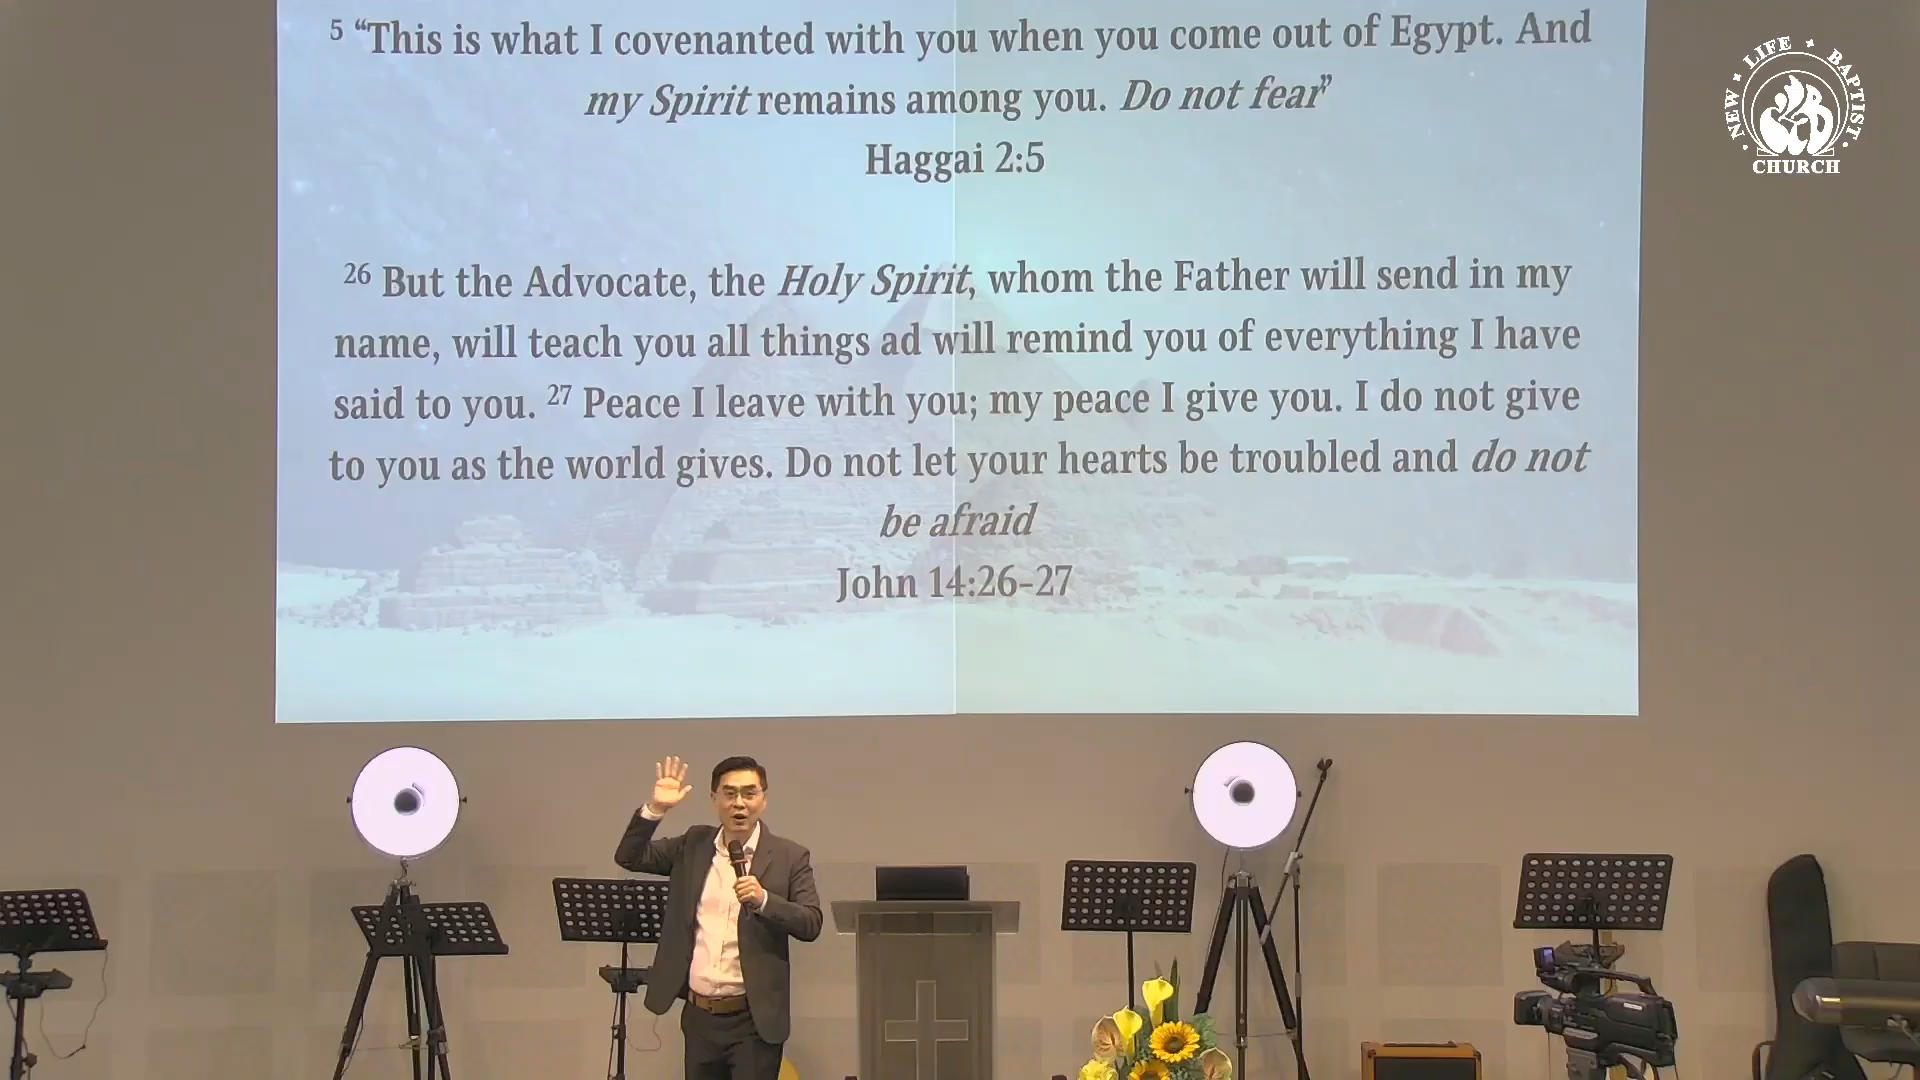 5 “This is what I covenanted with you when you come out of Egypt. And
my Spirit remains among you. Do not fear”
Haggai 2:5
26 But the Advocate, the Holy Spirit, whom the Father will send in my
name, will teach you all things ad will remind you of everything I have
said to you. 27 Peace I leave with you; my peace I give you. I do not give
to you as the world gives. Do not let your hearts be troubled and do not
be afraid
John 14:26-27
NEW LIFE BAPTIST
CHURCH